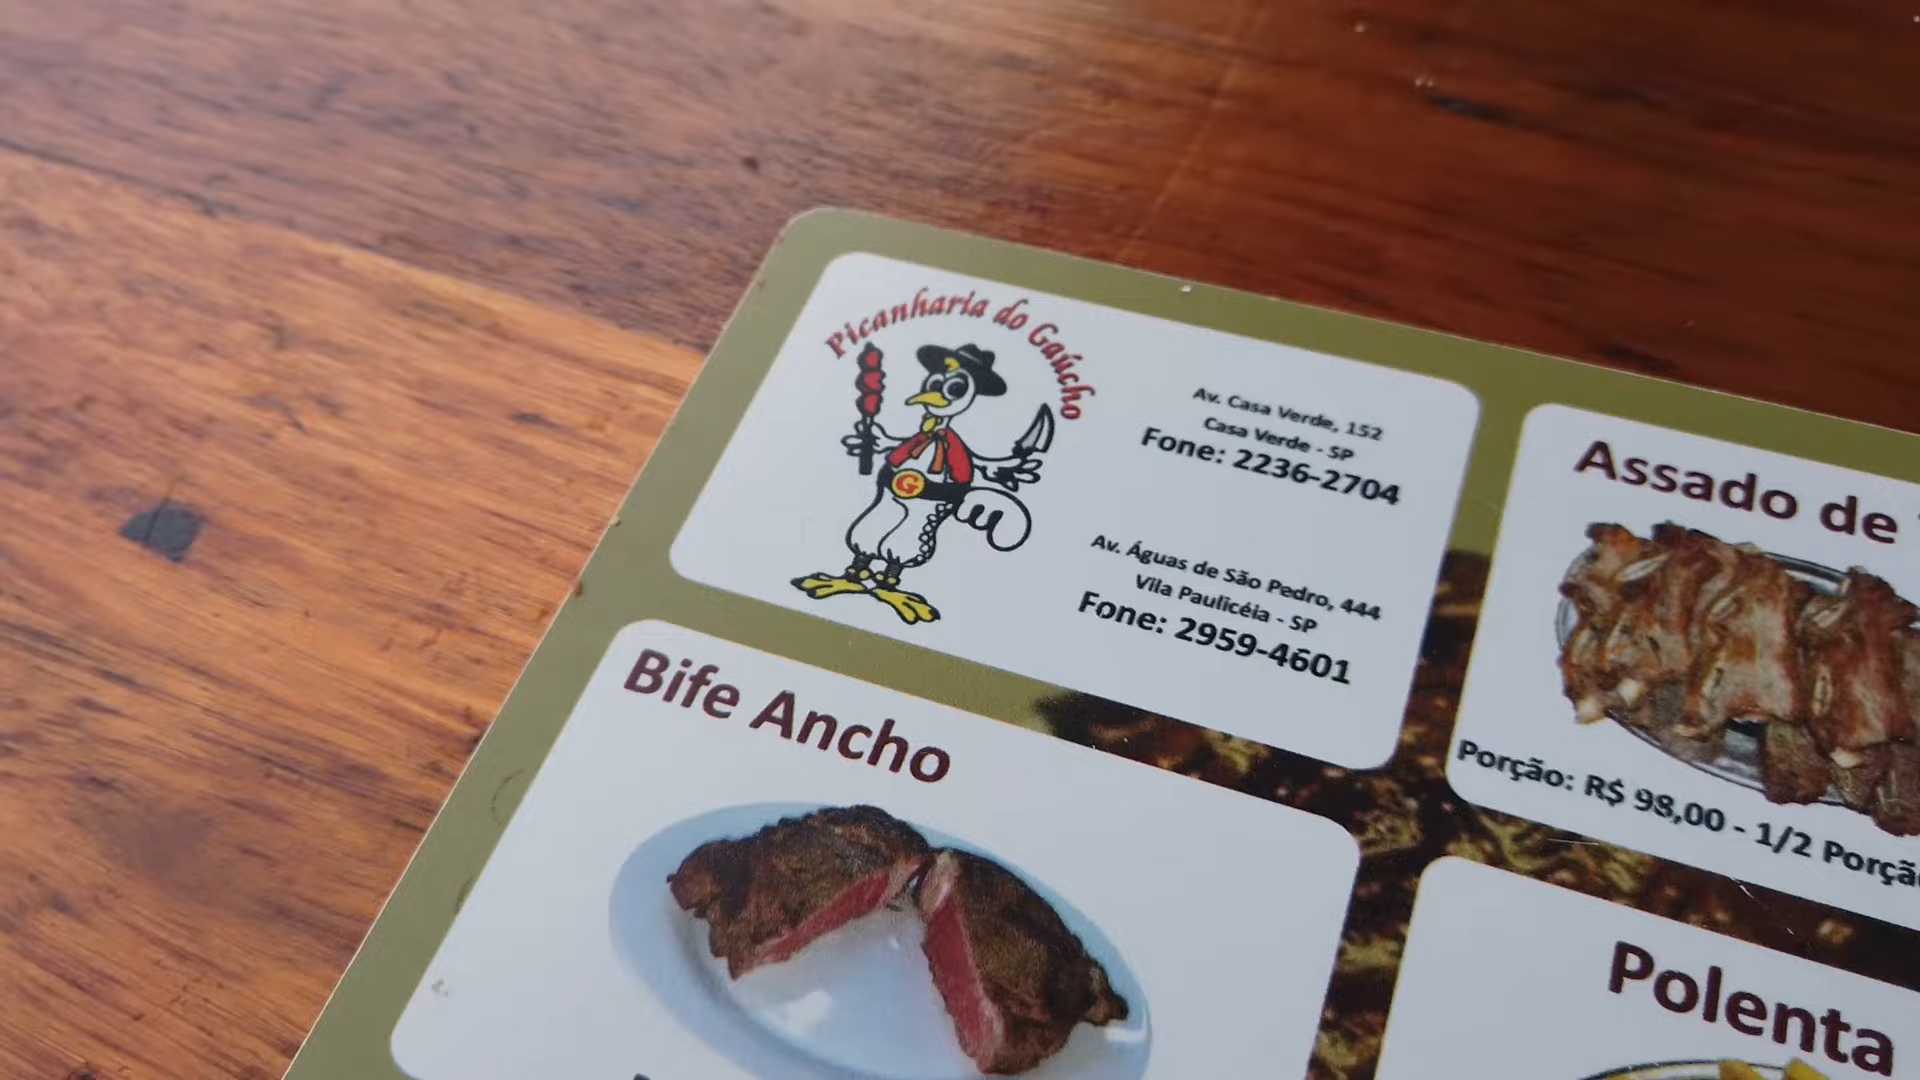 Picanharia do Gaúcho
G
Av. Casa Verde, 152
Casa Verde - SP
Fone: 2236-2704
Av. Águas de São Pedro, 444
Vila Paulicéia - SP
Fone: 2959-4601
Assado de
Porção: R$ 98,00 - 1/2
Bife Ancho
Polenta